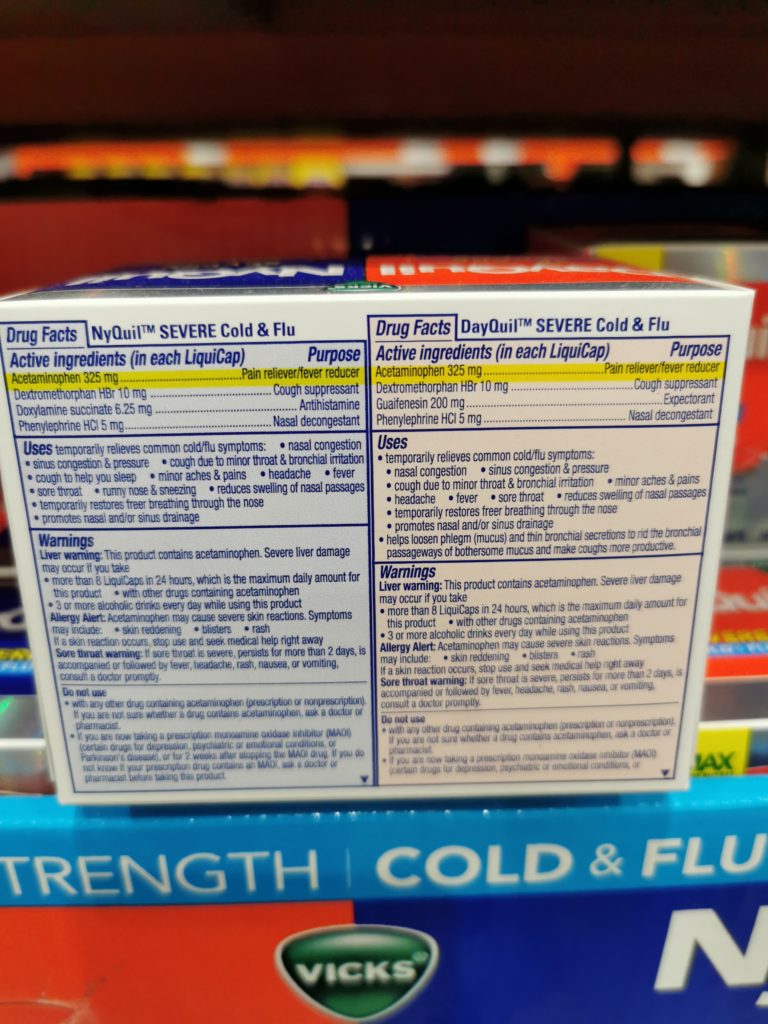 VICKS
Drug Facts NyQuil™ SEVERE Cold & Flu
Active ingredients (in each LiquiCap) Purpose
Acetaminophen 325 mg ............ Pain reliever/fever reducer
Dextromethorphan HBr 10 mg ............ Cough suppressant
Doxylamine succinate 6.25 mg ............ Antihistamine
Phenylephrine HCl 5 mg ............ Nasal decongestant
Uses temporarily relieves common cold/flu symptoms: • nasal congestion
• sinus congestion & pressure • cough due to minor throat & bronchial irritation
• cough to help you sleep • minor aches & pains • headache • fever
• sore throat • runny nose & sneezing • reduces swelling of nasal passages
• temporarily restores freer breathing through the nose
• promotes nasal and/or sinus drainage
Warnings
Liver warning: This product contains acetaminophen. Severe liver damage
may occur if you take
• more than 8 LiquiCaps in 24 hours, which is the maximum daily amount for
this product • with other drugs containing acetaminophen
• 3 or more alcoholic drinks every day while using this product
Allergy Alert: Acetaminophen may cause severe skin reactions. Symptoms
may include: • skin reddening • blisters • rash
If a skin reaction occurs, stop use and seek medical help right away
Sore throat warning: If sore throat is severe, persists for more than 2 days, is
accompanied or followed by fever, headache, rash, nausea, or vomiting,
consult a doctor promptly.
Do not use
• with any other drug containing acetaminophen (prescription or nonprescription).
If you are not sure whether a drug contains acetaminophen, ask a doctor or
pharmacist.
• if you are now taking a prescription monoamine oxidase inhibitor (MAOI)
(certain drugs for depression, psychiatric or emotional conditions, or
Parkinson's disease), or for 2 weeks after stopping the MAOI drug. If you do
not know if your prescription drug contains an MAOI, ask a doctor or
pharmacist before taking this product.
Drug Facts DayQuil™ SEVERE Cold & Flu
Active ingredients (in each LiquiCap) Purpose
Acetaminophen 325 mg ............ Pain reliever/fever reducer
Dextromethorphan HBr 10 mg ............ Cough suppressant
Guaifenesin 200 mg ............ Expectorant
Phenylephrine HCl 5 mg ............ Nasal decongestant
Uses
• temporarily relieves common cold/flu symptoms:
• nasal congestion • sinus congestion & pressure
• cough due to minor throat & bronchial irritation • minor aches & pains
• headache • fever • sore throat • reduces swelling of nasal passages
• temporarily restores freer breathing through the nose
• promotes nasal and/or sinus drainage
• helps loosen phlegm (mucus) and thin bronchial secretions to rid the bronchial
passageways of bothersome mucus and make coughs more productive.
Warnings
Liver warning: This product contains acetaminophen. Severe liver damage
may occur if you take
• more than 8 LiquiCaps in 24 hours, which is the maximum daily amount for
this product • with other drugs containing acetaminophen
• 3 or more alcoholic drinks every day while using this product
Allergy Alert: Acetaminophen may cause severe skin reactions. Symptoms
may include: • skin reddening • blisters • rash
If a skin reaction occurs, stop use and seek medical help right away
Sore throat warning: If sore throat is severe, persists for more than 2 days, is
accompanied or followed by fever, headache, rash, nausea, or vomiting,
consult a doctor promptly.
Do not use
• with any other drug containing acetaminophen (prescription or nonprescription).
If you are not sure whether a drug contains acetaminophen, ask a doctor or
pharmacist.
• if you are now taking a prescription monoamine oxidase inhibitor (MAOI)
(certain drugs for depression, psychiatric or emotional conditions, or
TRENGTH | COLD & FLU
VICKS